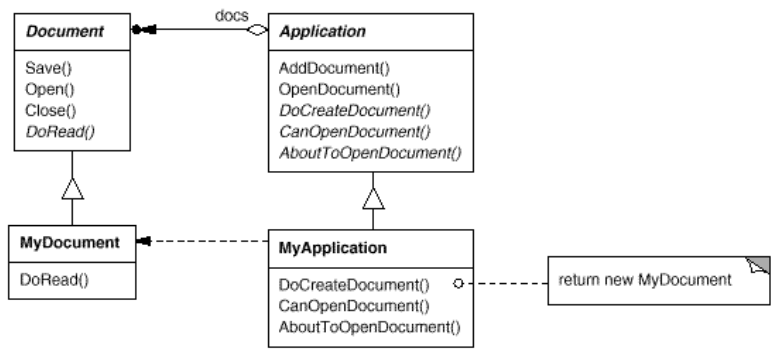 docs
Document
Save()
Open()
Close()
DoRead()
Application
AddDocument()
OpenDocument()
DoCreateDocument()
CanOpenDocument()
AboutToOpenDocument()
MyDocument
DoRead()
MyApplication
DoCreateDocument()
CanOpenDocument()
AboutToOpenDocument()
return new MyDocument